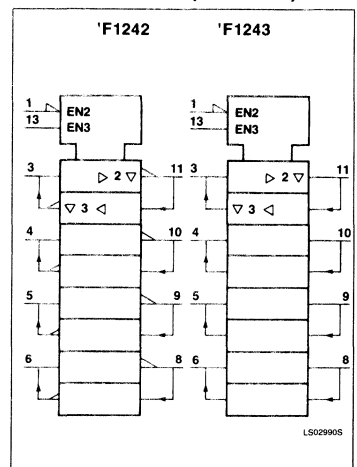 'F1242 'F1243
1 EN2 1 EN2
13 EN3 13 EN3
3 ▷ 2 ▽ 11 3 ▷ 2 ▽ 11
▽ 3 ◁ ▽ 3 ◁
4 10 4 10
5 9 5 9
6 8 6 8
LS02990S